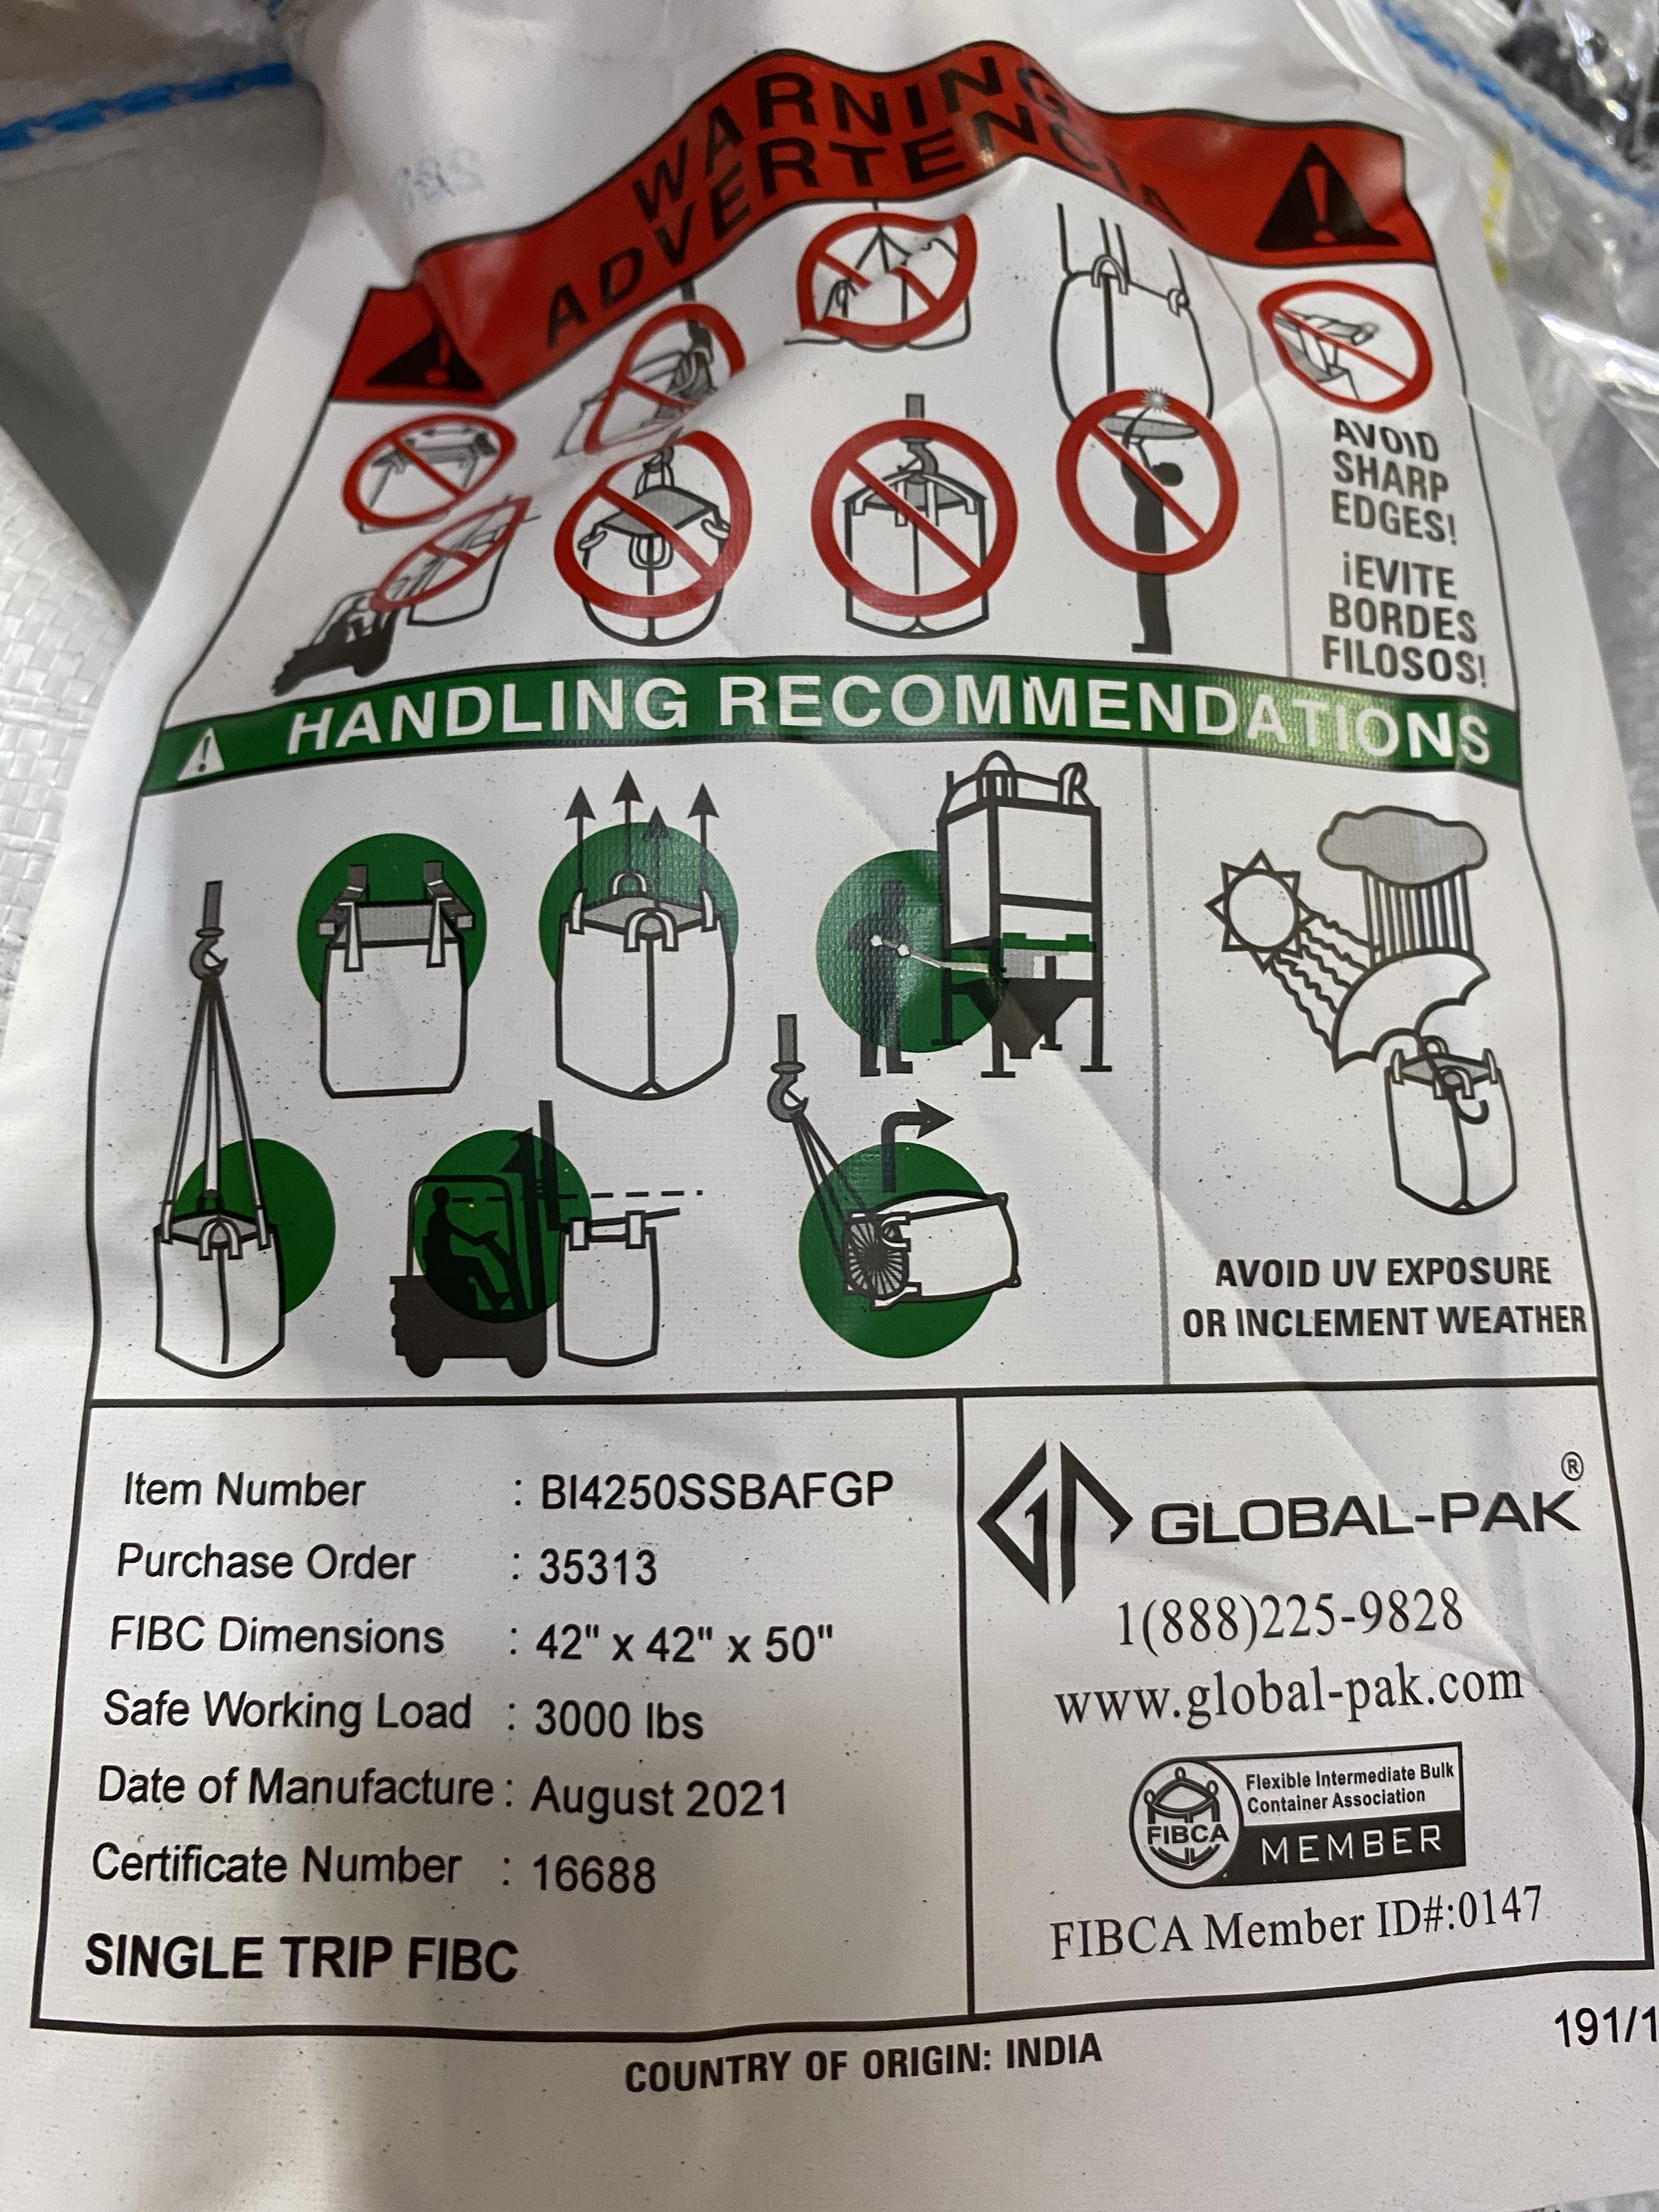 WARNING
ADVERTENCIA
AVOID
SHARP
EDGES!
¡EVITE
BORDES
FILOSOS!
HANDLING RECOMMENDATIONS
AVOID UV EXPOSURE
OR INCLEMENT WEATHER
Item Number : BI4250SSBAFGP
Purchase Order : 35313
FIBC Dimensions : 42" x 42" x 50"
Safe Working Load : 3000 lbs
Date of Manufacture : August 2021
Certificate Number : 16688
SINGLE TRIP FIBC
GLOBAL-PAK®
1(888)225-9828
www.global-pak.com
FIBCA
Flexible Intermediate Bulk
Container Association
MEMBER
FIBCA Member ID#:0147
191/1
COUNTRY OF ORIGIN: INDIA